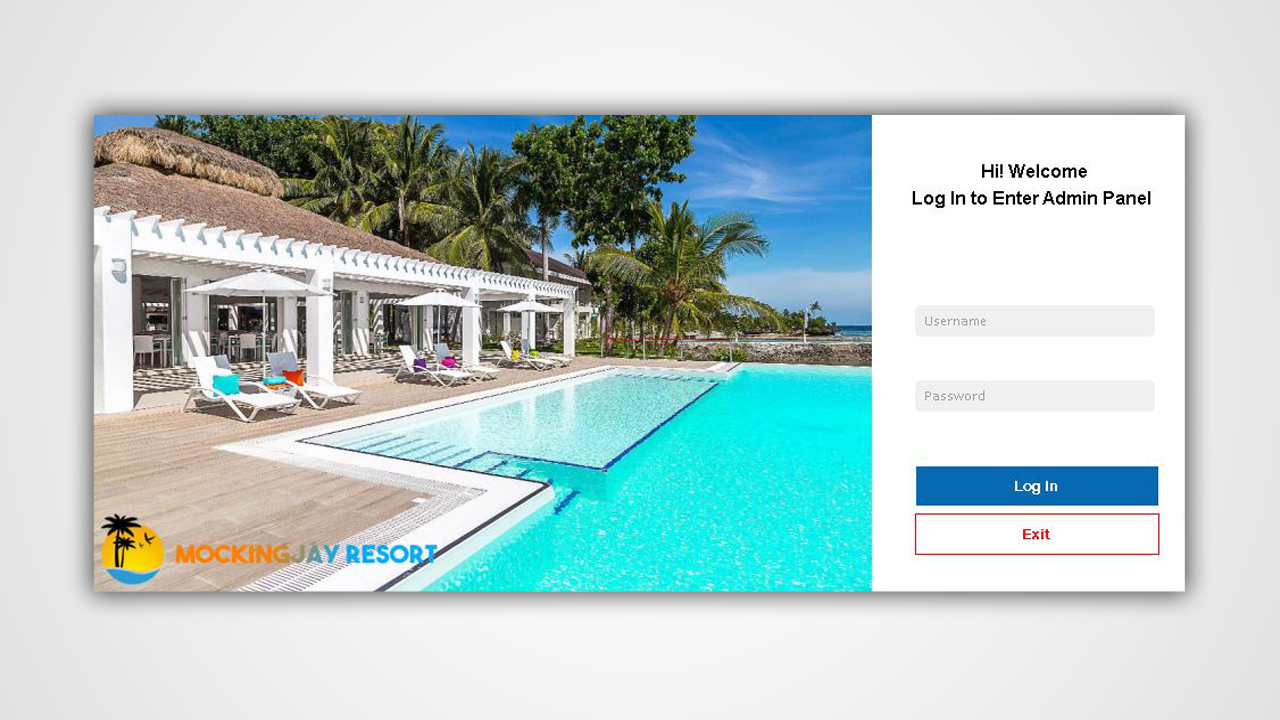 Hi! Welcome
Log In to Enter Admin Panel
Username
Password
Log In
Exit
MOCKINGJAY RESORT